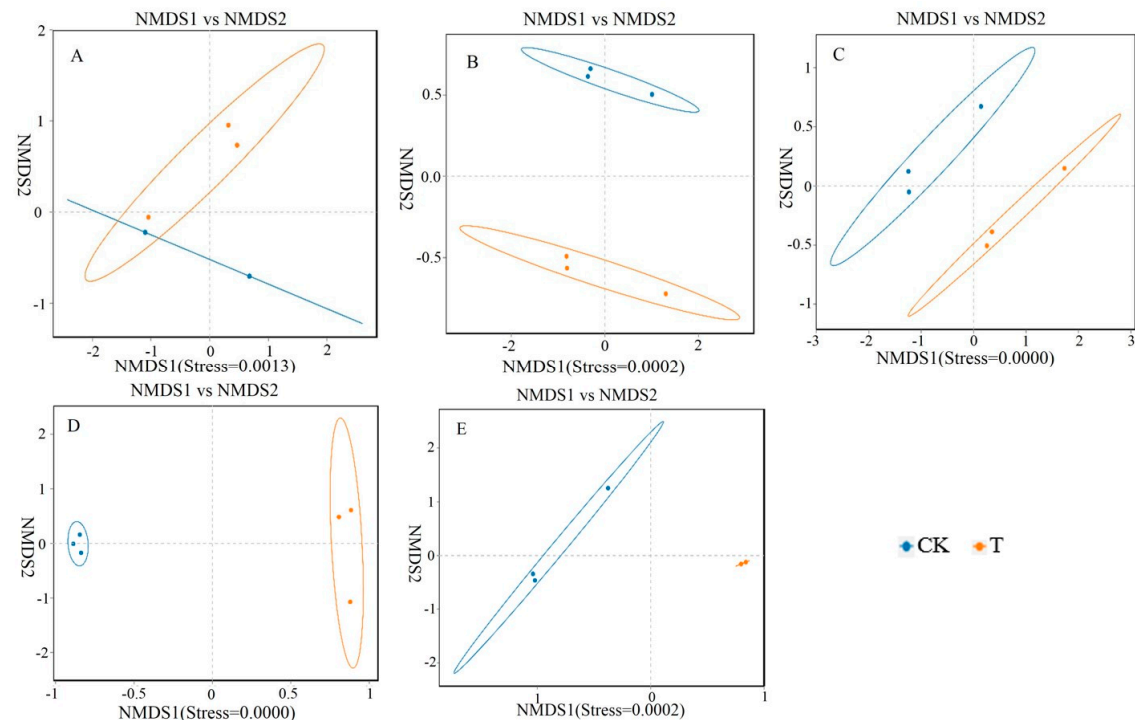 NMDS1 vs NMDS2
A
2
1
0
-1
NMDS2
-2
-1
0
1
2
NMDS1(Stress=0.0013)
NMDS1 vs NMDS2
B
0.5
0.0
-0.5
NMDS2
-2
0
2
NMDS1(Stress=0.0002)
NMDS1 vs NMDS2
C
1
0.5
0
-0.5
-1
NMDS2
-3
-2
-1
0
1
2
3
NMDS1(Stress=0.0000)
NMDS1 vs NMDS2
D
2
1
0
-1
-2
NMDS2
-1
0
0.5
1
NMDS1(Stress=0.0000)
NMDS1 vs NMDS2
E
2
1
0
-1
-2
NMDS2
1
0
1
NMDS1(Stress=0.0002)
CK
T